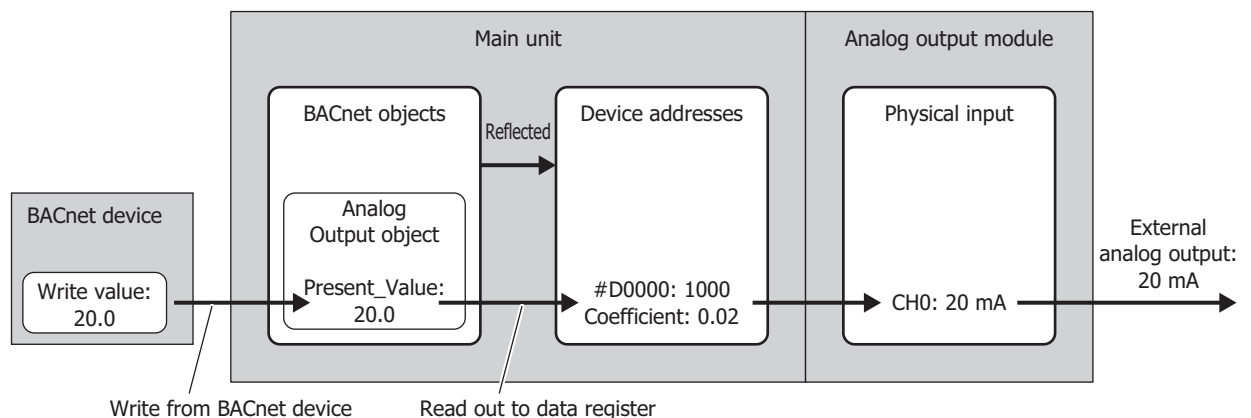 Main unit
Analog output module
BACnet objects
Reflected
Device addresses
Physical input
BACnet device
Write value:
20.0
Analog
Output object
Present_Value:
20.0
#D0000: 1000
Coefficient: 0.02
CH0: 20 mA
External
analog output:
20 mA
Write from BACnet device
Read out to data register